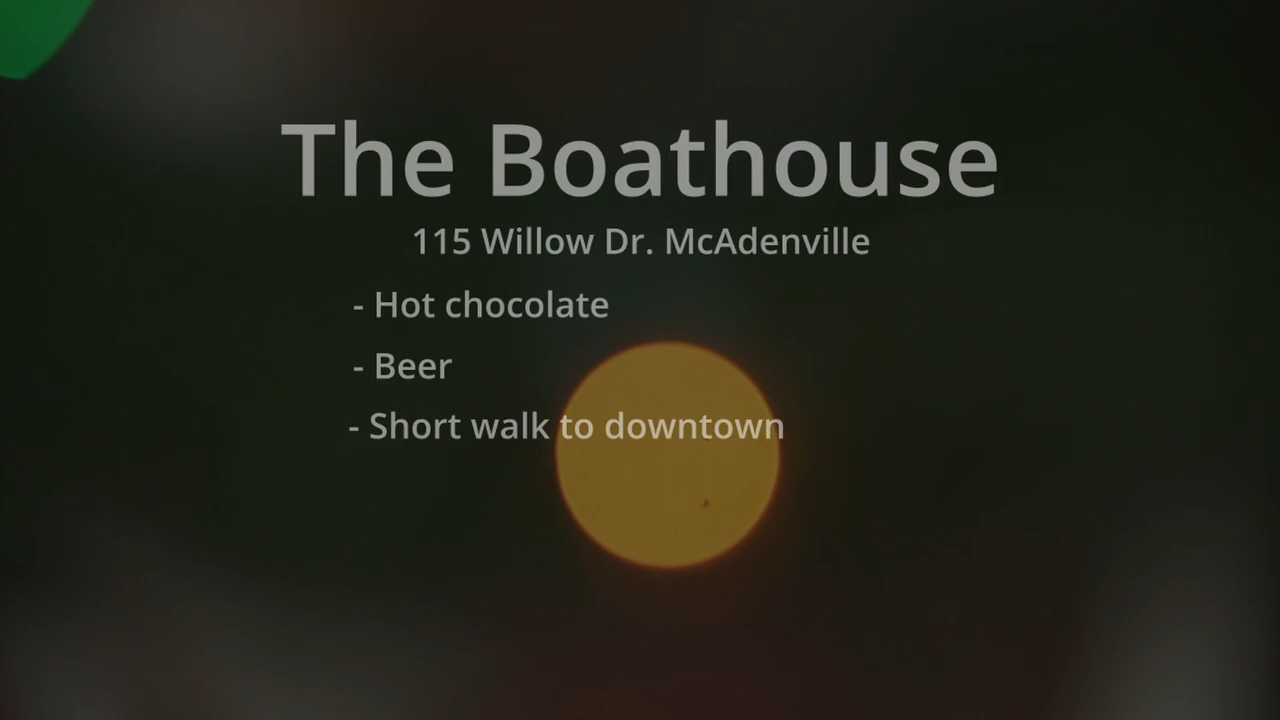 The Boathouse
115 Willow Dr. McAdenville
- Hot chocolate
- Beer
- Short walk to downtown